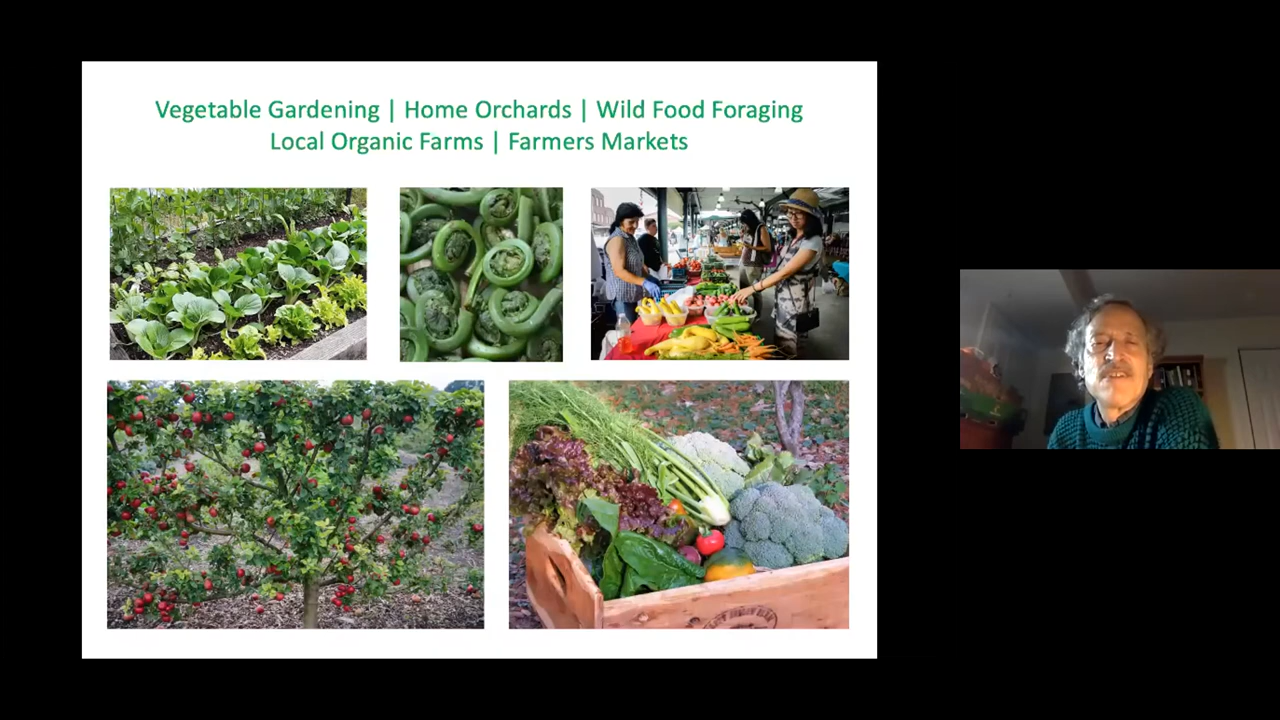 Vegetable Gardening | Home Orchards | Wild Food Foraging
Local Organic Farms | Farmers Markets